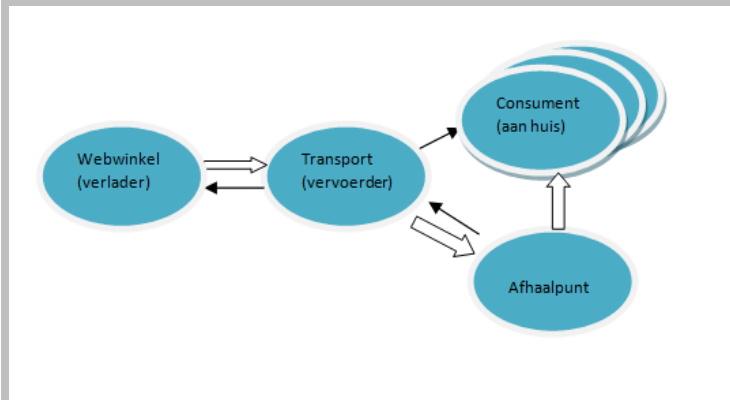 Webwinkel
(verlader)
Transport
(vervoerder)
Consument
(aan huis)
Afhaalpunt